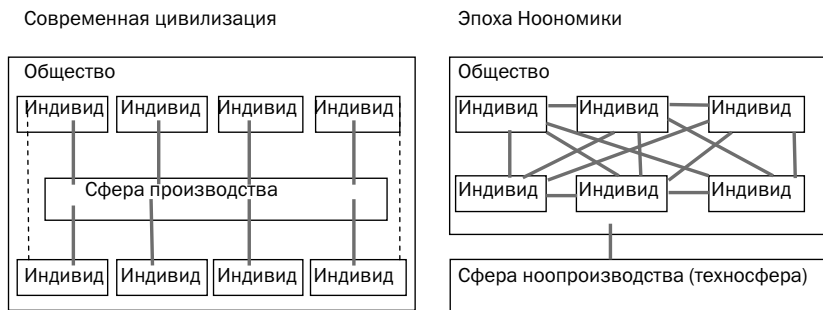 Современная цивилизация
Общество
Индивид Индивид Индивид Индивид
Сфера производства
Индивид Индивид Индивид Индивид
Эпоха Ноономики
Общество
Индивид Индивид Индивид
Индивид Индивид Индивид
Сфера ноопроизводства (техносфера)